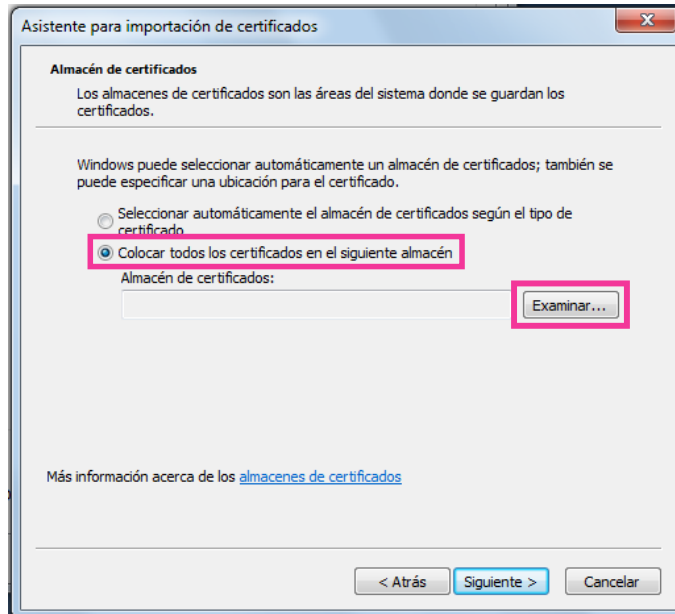 Asistente para importación de certificados
Almacén de certificados
Los almacenes de certificados son las áreas del sistema donde se guardan los
certificados.
Windows puede seleccionar automáticamente un almacén de certificados; también se
puede especificar una ubicación para el certificado.
Seleccionar automáticamente el almacén de certificados según el tipo de
certificado
Colocar todos los certificados en el siguiente almacén
Almacén de certificados:
Examinar...
Más información acerca de los almacenes de certificados
< Atrás Siguiente > Cancelar